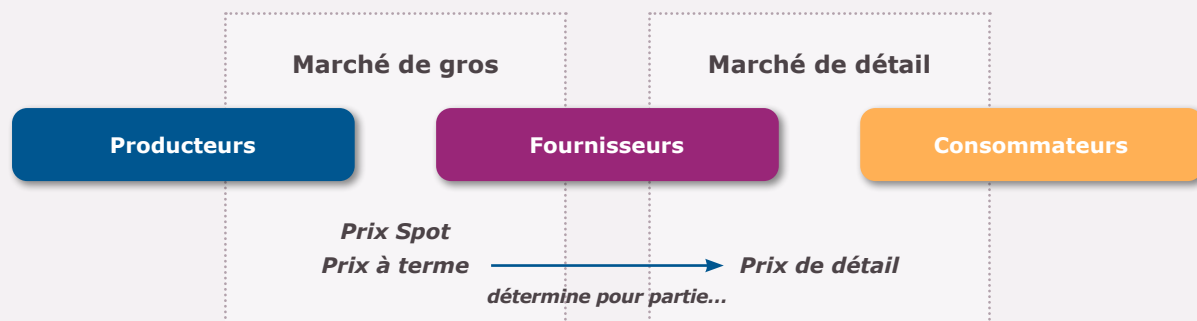 Marché de gros
Marché de détail
Producteurs
Fournisseurs
Consommateurs
Prix Spot
Prix à terme
Prix de détail
détermine pour partie...